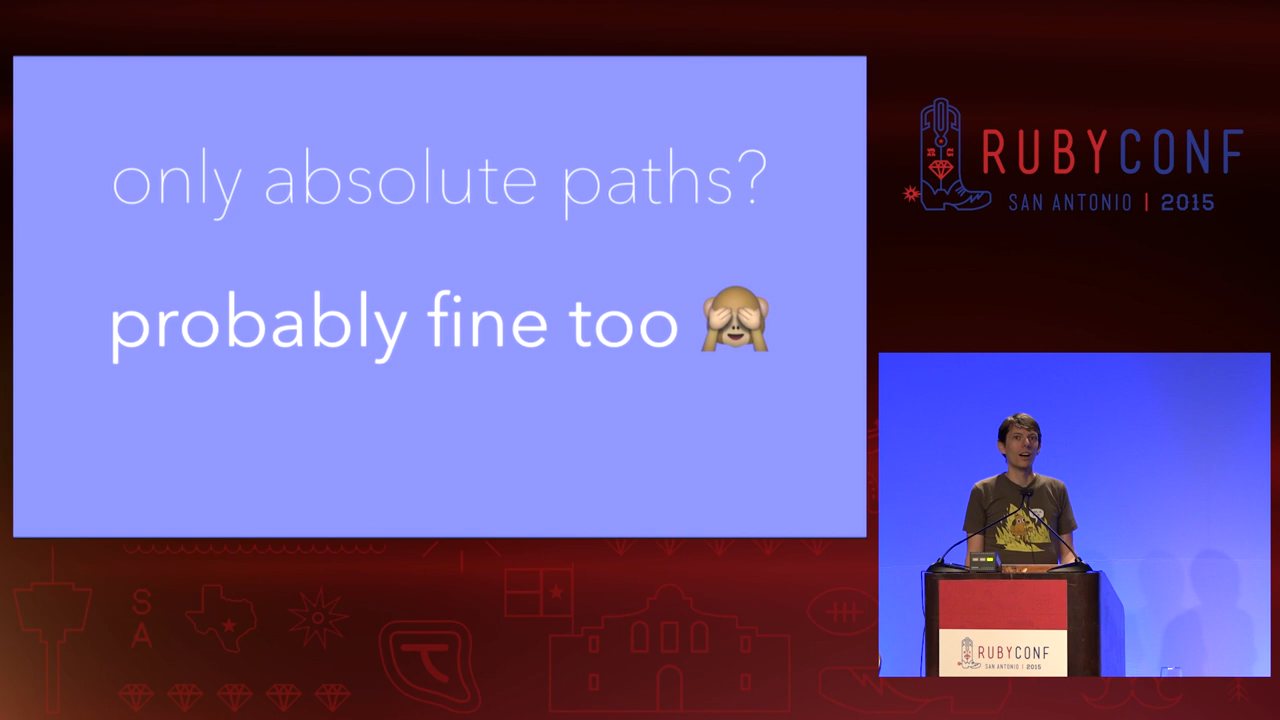 only absolute paths?
probably fine too
RUBYCONF
SAN ANTONIO | 2015
S
A
RUBYCONF
SAN ANTONIO | 2015